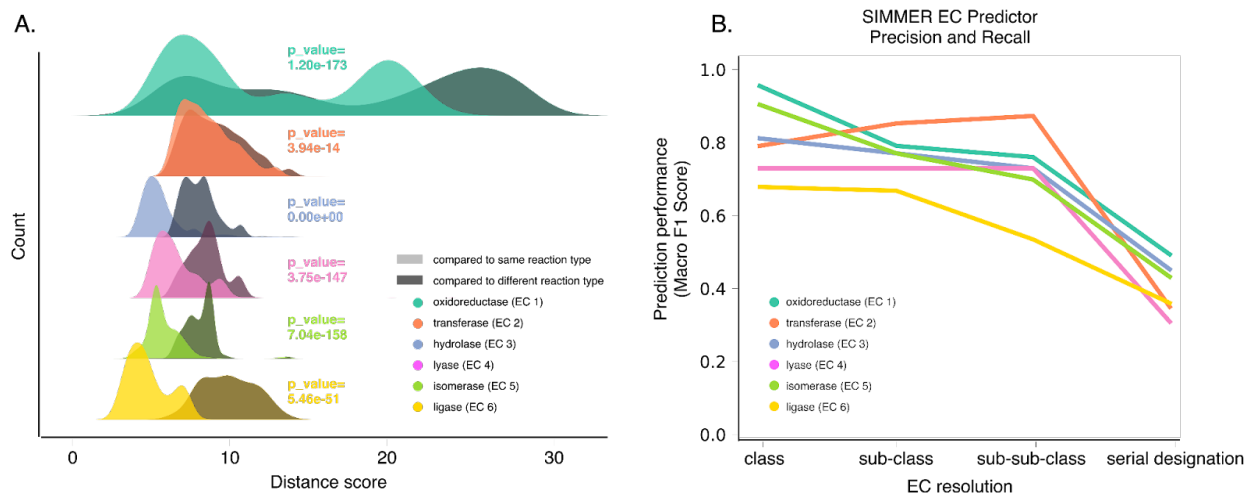 A.
Count
p_value=
1.20e-173
p_value=
3.94e-14
p_value=
0.00e+00
p_value=
3.75e-147
p_value=
7.04e-158
p_value=
5.46e-51
compared to same reaction type
compared to different reaction type
oxidoreductase (EC 1)
transferase (EC 2)
hydrolase (EC 3)
lyase (EC 4)
isomerase (EC 5)
ligase (EC 6)
0 10 20 30
Distance score
B.
SIMMER EC Predictor
Precision and Recall
Prediction performance
(Macro F1 Score)
1.0
0.8
0.6
0.4
0.2
0.0
oxidoreductase (EC 1)
transferase (EC 2)
hydrolase (EC 3)
lyase (EC 4)
isomerase (EC 5)
ligase (EC 6)
class sub-class sub-sub-class serial designation
EC resolution